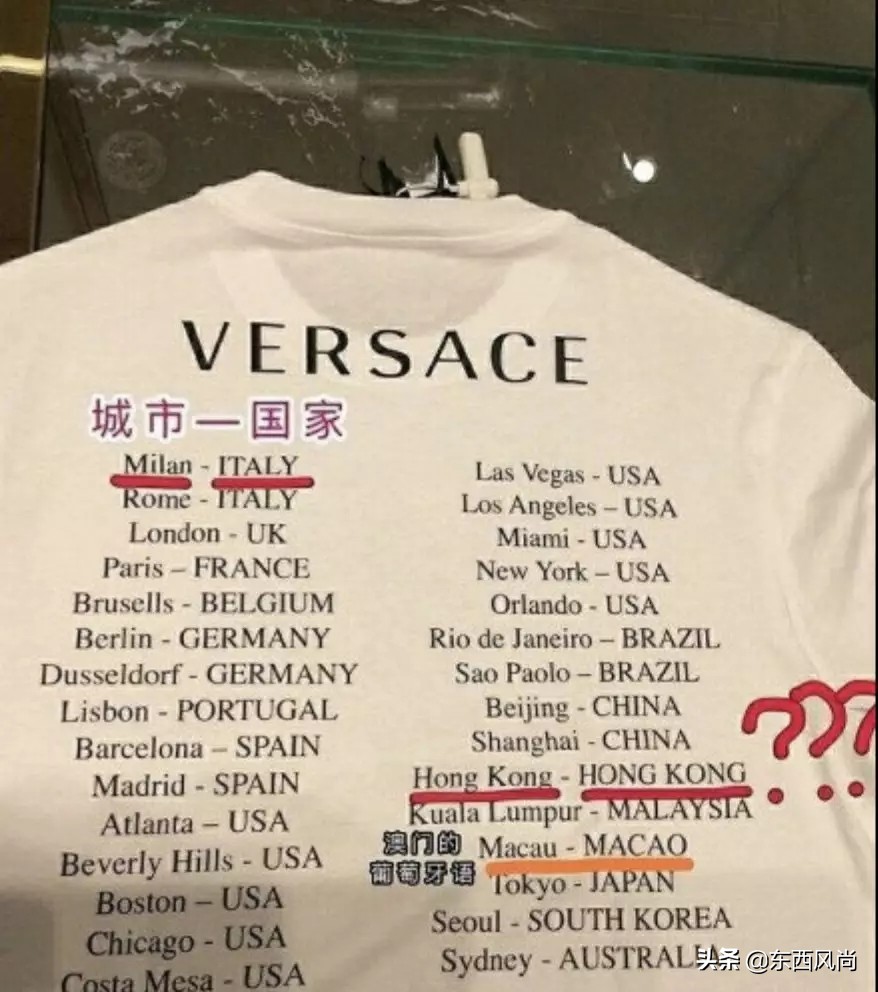 VERSACE
城市—国家
Milan - ITALY
Rome - ITALY
London - UK
Paris – FRANCE
Brusells - BELGIUM
Berlin - GERMANY
Dusseldorf - GERMANY
Lisbon - PORTUGAL
Barcelona – SPAIN
Madrid - SPAIN
Atlanta – USA
Beverly Hills - USA
Boston – USA
Chicago - USA
Costa Mesa - USA
Las Vegas - USA
Los Angeles – USA
Miami - USA
New York – USA
Orlando - USA
Rio de Janeiro – BRAZIL
Sao Paolo – BRAZIL
Beijing - CHINA
Shanghai - CHINA
Hong Kong - HONG KONG
???
Kuala Lumpur - MALAYSIA
澳门的
葡萄牙语
Macau - MACAO
Tokyo - JAPAN
Seoul - SOUTH KOREA
Sydney - AUSTRAL
头条 @东西风尚